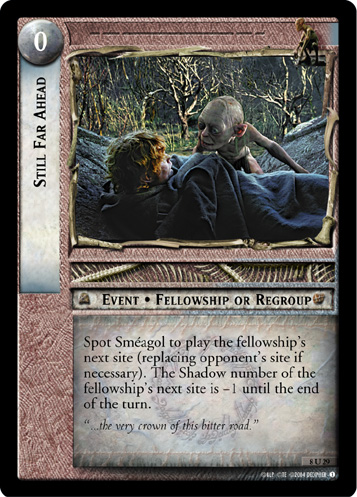 0
STILL FAR AHEAD
EVENT • FELLOWSHIP OR REGROUP
Spot Sméagol to play the fellowship's
next site (replacing opponent's site if
necessary). The Shadow number of the
fellowship's next site is –1 until the
end of the turn.
"...the very crown of this bitter road."